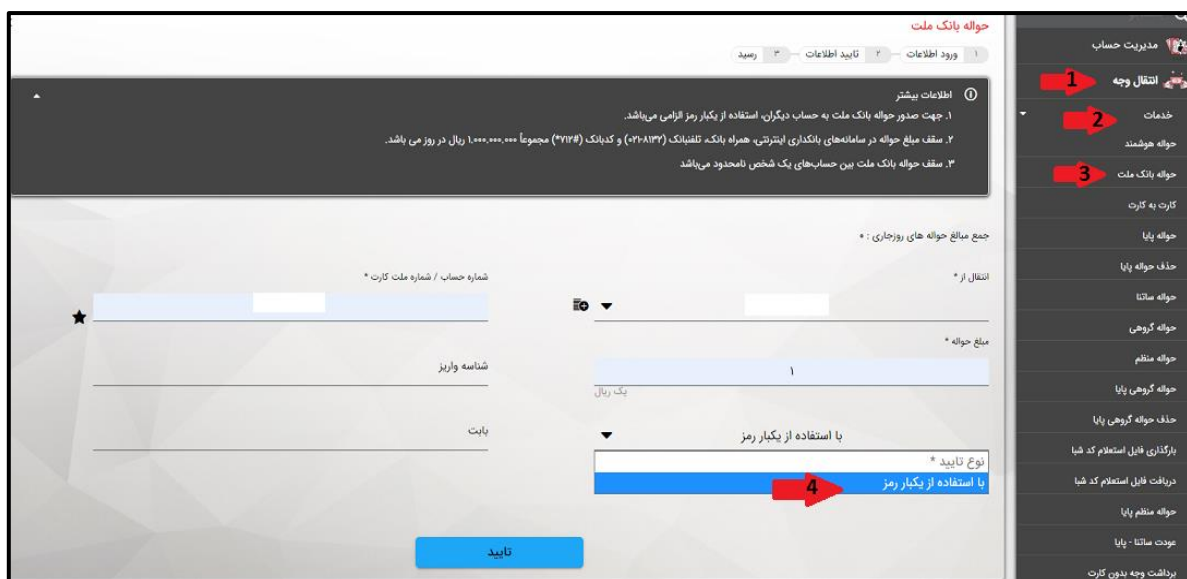 حواله بانک ملت
۱ ورود اطلاعات ۲ تایید اطلاعات ۳ رسید
اطلاعات بیشتر
۱. جهت صدور حواله بانک ملت به حساب دیگران، استفاده از یکبار رمز الزامی می‌باشد.
۲. سقف مبلغ حواله در سامانه‌های بانکداری اینترنتی، همراه بانک، تلفنبانک (۸۱۳۲-۰۲۱) و کدبانک (#۷۱۲*) مجموعاً ۱.۰۰۰.۰۰۰.۰۰۰ ریال در روز می باشد.
۳. سقف حواله بانک ملت بین حساب‌های یک شخص نامحدود می‌باشد
جمع مبالغ حواله های روزجاری : ۰
انتقال از *
شماره حساب / شماره ملت کارت *
مبلغ حواله *
۱
یک ریال
شناسه واریز
با استفاده از یکبار رمز
بابت
نوع تایید *
با استفاده از یکبار رمز
4
تایید
مدیریت حساب
انتقال وجه
1
خدمات
2
حواله هوشمند
حواله بانک ملت
3
کارت به کارت
حواله پایا
حذف حواله پایا
حواله ساتنا
حواله گروهی
حواله منظم
حواله گروهی پایا
حذف حواله گروهی پایا
بارگذاری فایل استعلام کد شبا
دریافت فایل استعلام کد شبا
حواله منظم پایا
عودت ساتنا - پایا
برداشت وجه بدون کارت